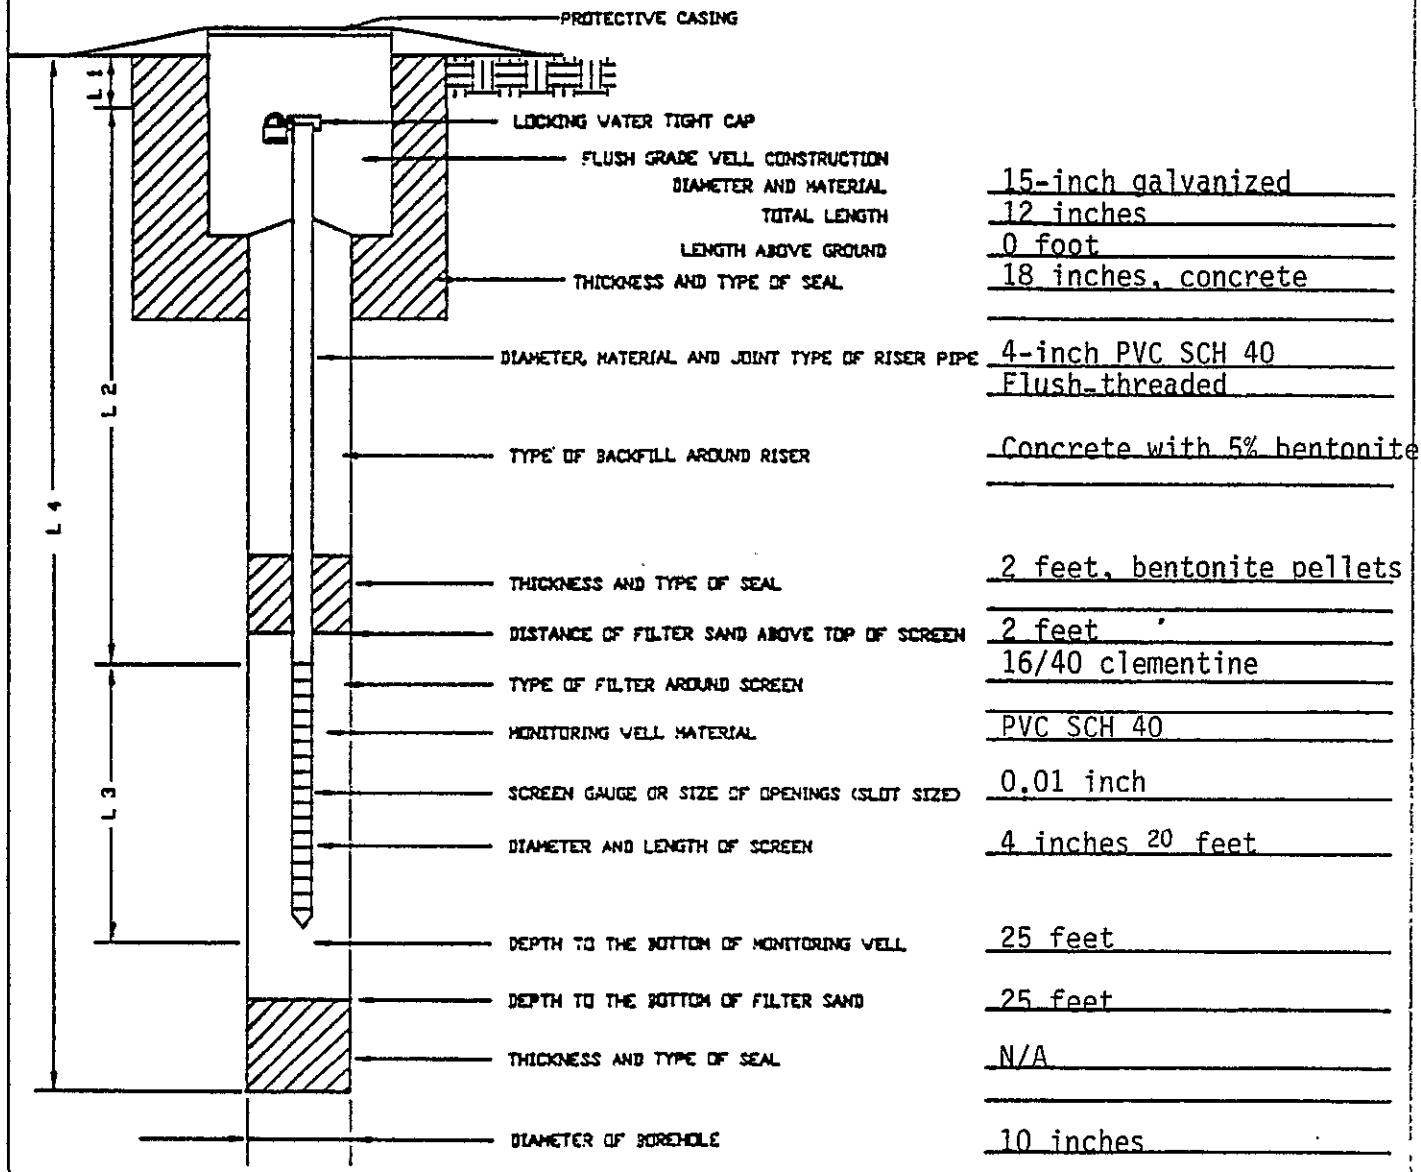 PROTECTIVE CASING
L 1
LOCKING WATER TIGHT CAP
FLUSH GRADE WELL CONSTRUCTION
DIAMETER AND MATERIAL 15-inch galvanized
TOTAL LENGTH 12 inches
LENGTH ABOVE GROUND 0 foot
THICKNESS AND TYPE OF SEAL 18 inches, concrete
DIAMETER, MATERIAL AND JOINT TYPE OF RISER PIPE 4-inch PVC SCH 40
Flush-threaded
L 2
TYPE OF BACKFILL AROUND RISER Concrete with 5% bentonite
L 4
THICKNESS AND TYPE OF SEAL 2 feet, bentonite pellets
DISTANCE OF FILTER SAND ABOVE TOP OF SCREEN 2 feet
TYPE OF FILTER AROUND SCREEN 16/40 clementine
MONITORING WELL MATERIAL PVC SCH 40
L 3
SCREEN GAUGE OR SIZE OF OPENINGS (SLOT SIZE) 0.01 inch
DIAMETER AND LENGTH OF SCREEN 4 inches 20 feet
DEPTH TO THE BOTTOM OF MONITORING WELL 25 feet
DEPTH TO THE BOTTOM OF FILTER SAND 25 feet
THICKNESS AND TYPE OF SEAL N/A
DIAMETER OF BOREHOLE 10 inches